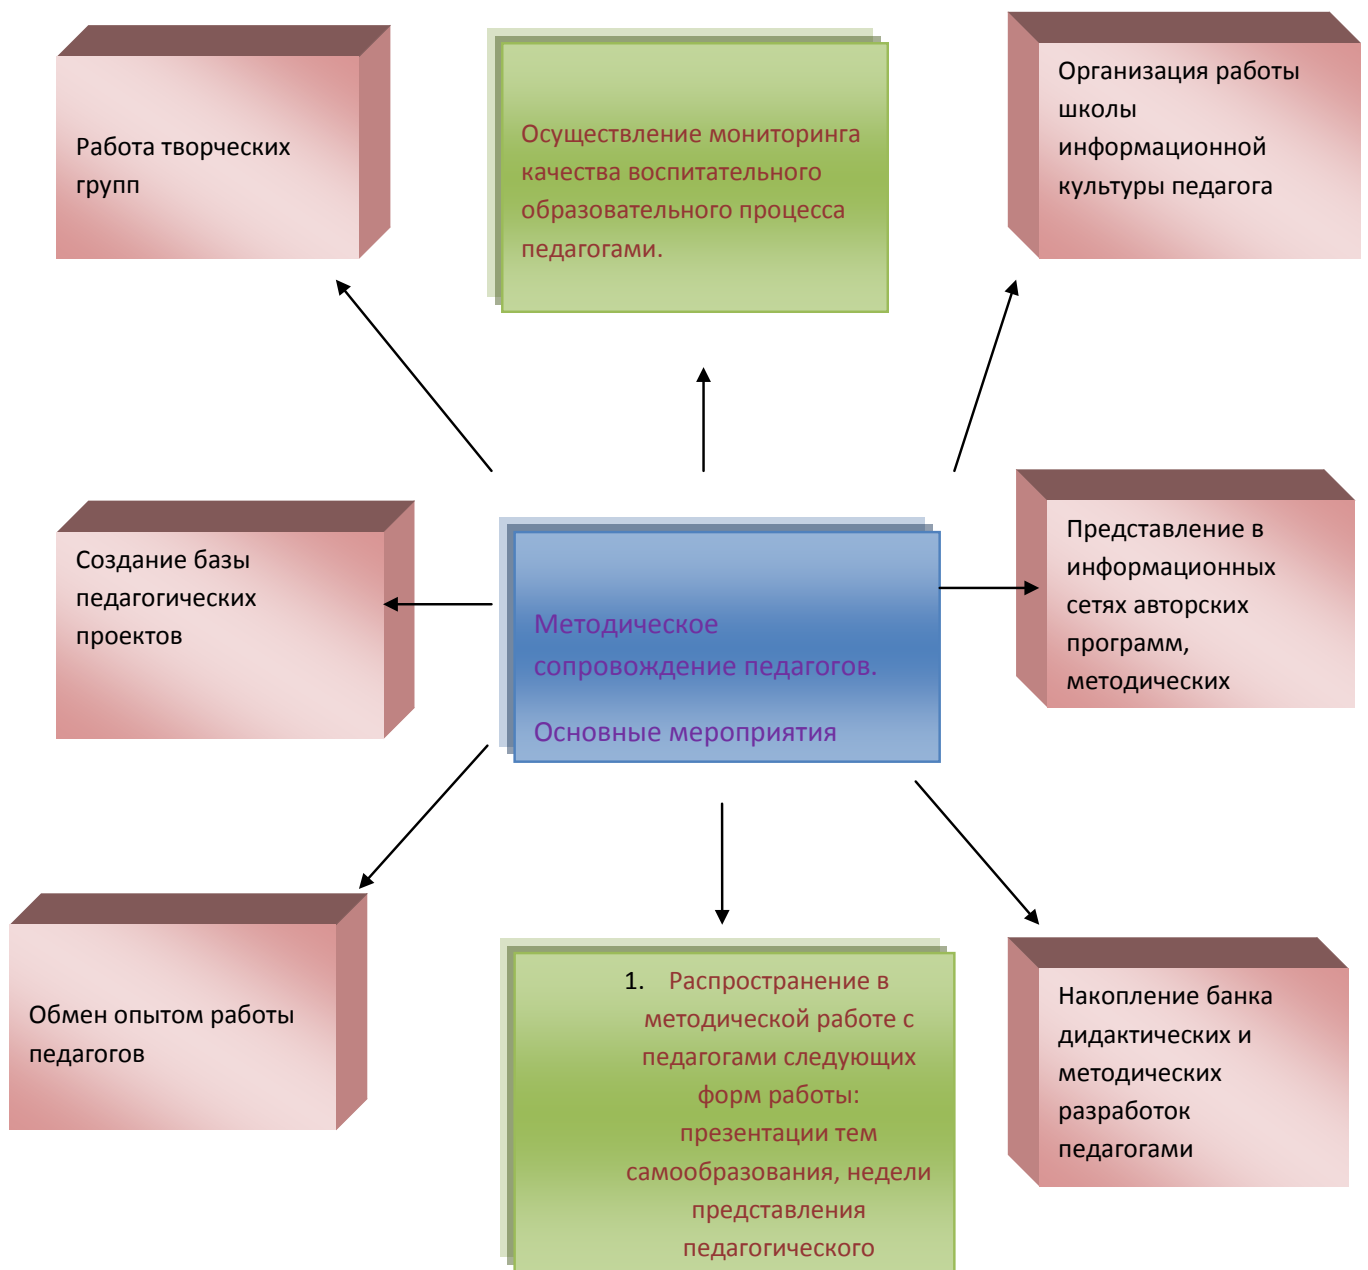 Работа творческих
групп
Осуществление мониторинга
качества воспитательного
образовательного процесса
педагогами.
Организация работы
школы
информационной
культуры педагога
Создание базы
педагогических
проектов
Методическое
сопровождение педагогов.
Основные мероприятия
Представление в
информационных
сетях авторских
программ,
методических
Обмен опытом работы
педагогов
1. Распространение в
методической работе с
педагогами следующих
форм работы:
презентации тем
самообразования, недели
представления
педагогического
Накопление банка
дидактических и
методических
разработок
педагогами